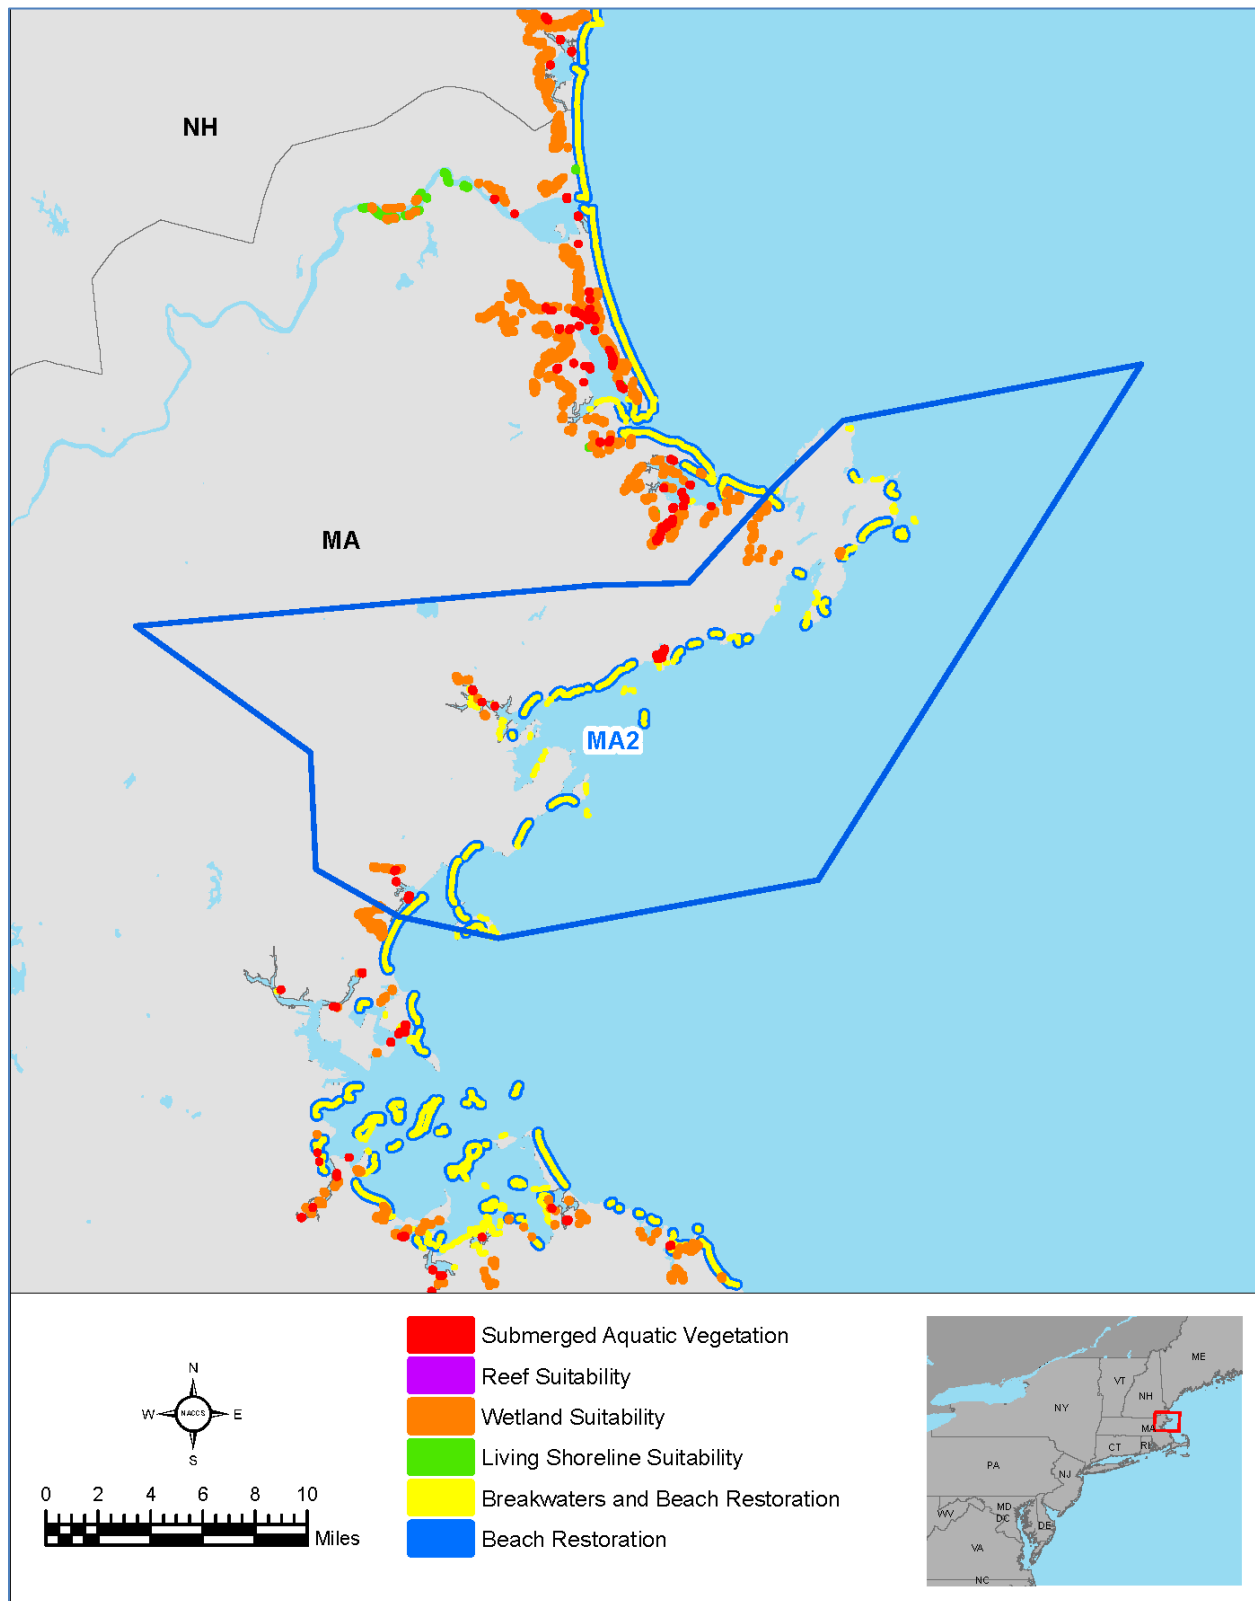 NH
MA
MA2
N
W
NACCS
E
S
0 2 4 6 8 10
Miles
Submerged Aquatic Vegetation
Reef Suitability
Wetland Suitability
Living Shoreline Suitability
Breakwaters and Beach Restoration
Beach Restoration
ME
VT
NH
NY
MA
CT
RI
PA
NJ
MD
WV
DC
DE
VA
NC